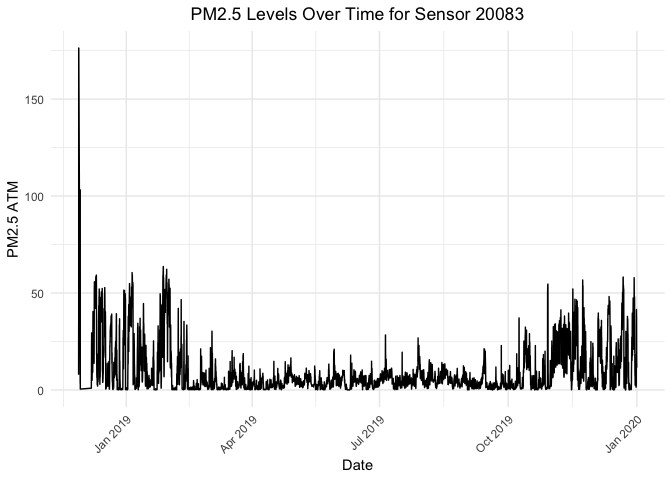 PM2.5 Levels Over Time for Sensor 20083
150
100
50
0
PM2.5 ATM
Jan 2019
Apr 2019
Jul 2019
Oct 2019
Jan 2020
Date